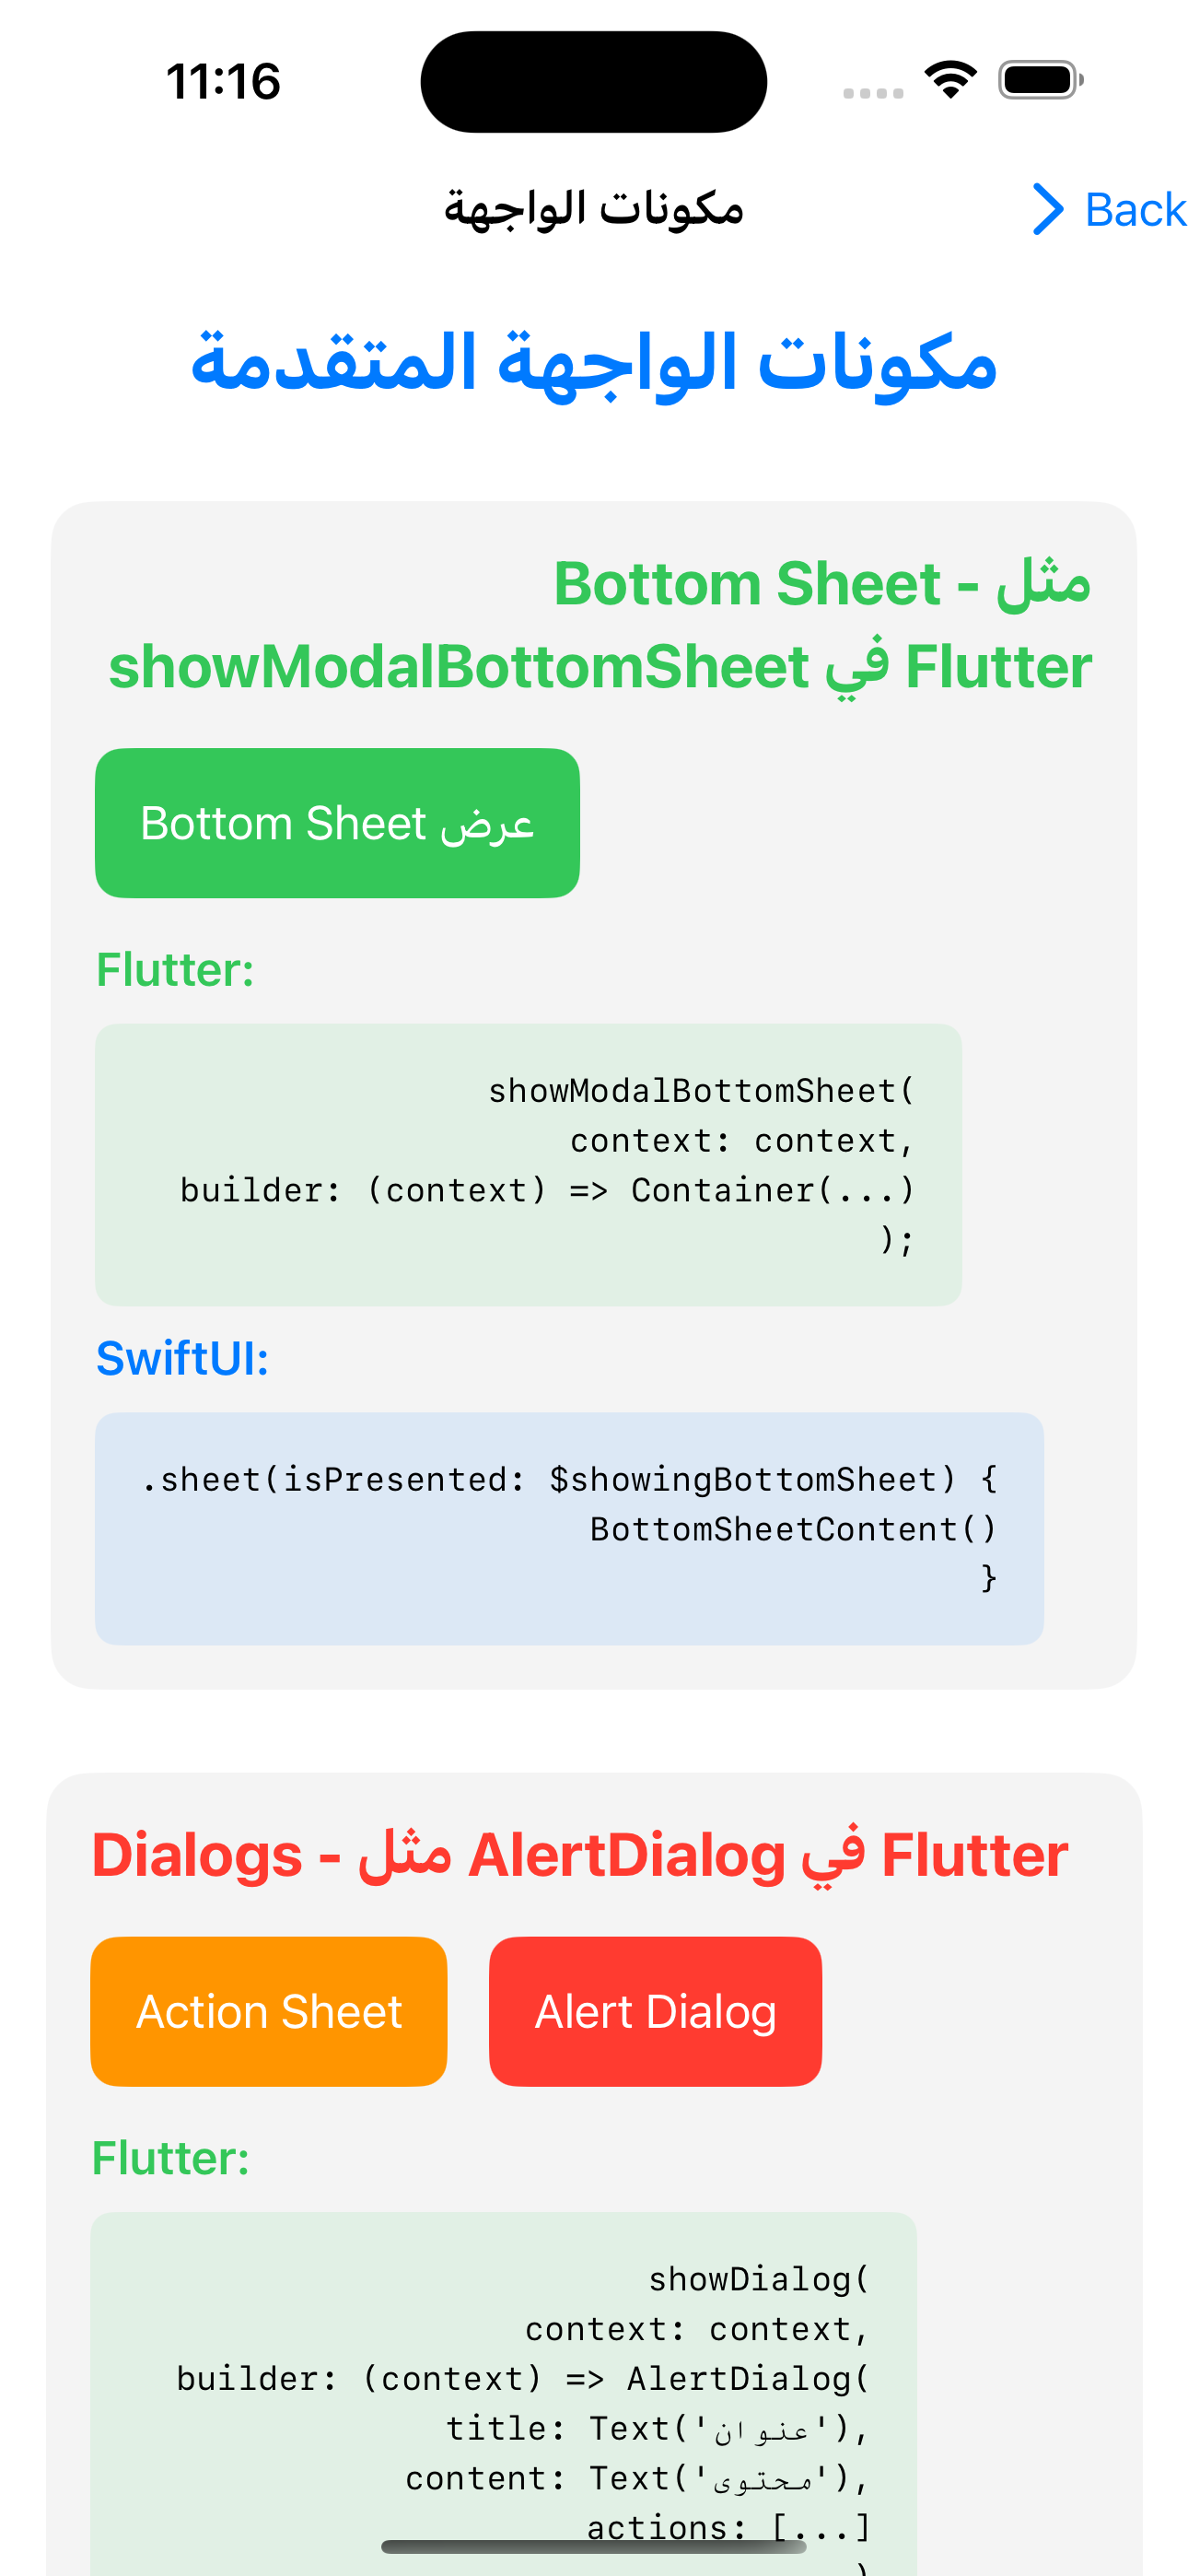 11:16
مكونات الواجهة
Back
مكونات الواجهة المتقدمة
Bottom Sheet - مثل
showModalBottomSheet في Flutter
Bottom Sheet عرض
Flutter:
showModalBottomSheet(
context: context,
builder: (context) => Container(...)
);
SwiftUI:
.sheet(isPresented: $showingBottomSheet) {
BottomSheetContent()
}
Dialogs - مثل AlertDialog في Flutter
Action Sheet
Alert Dialog
Flutter:
showDialog(
context: context,
builder: (context) => AlertDialog(
title: Text('عنوان'),
content: Text('محتوى'),
actions: [...]
)